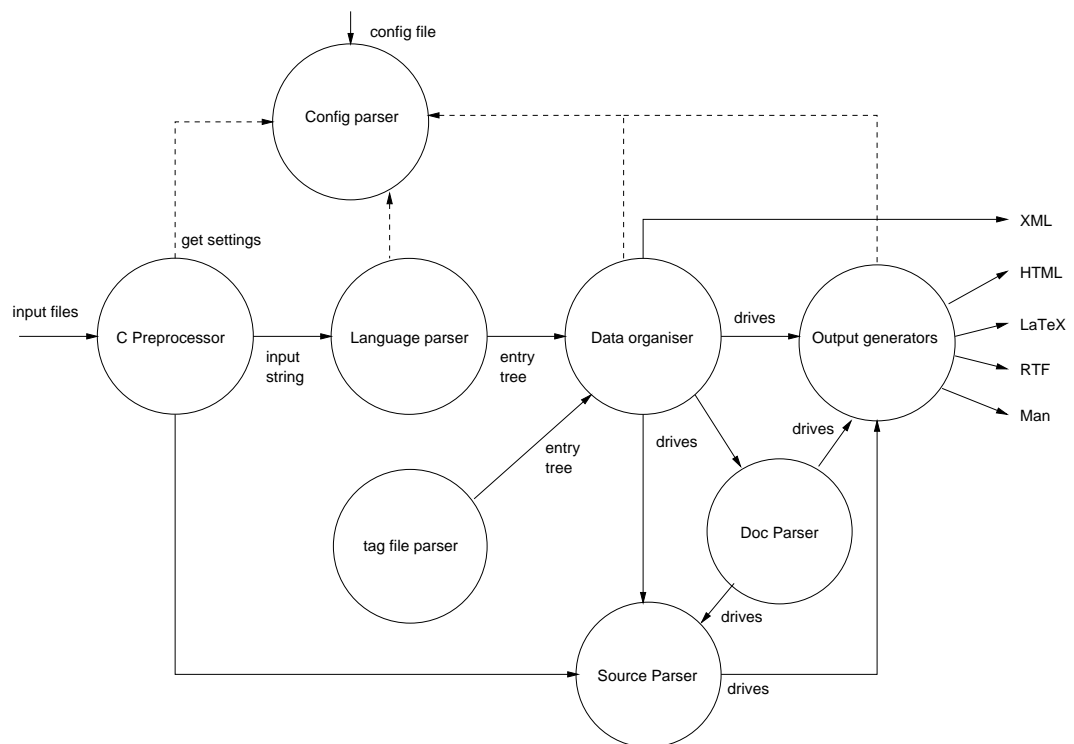 config file
Config parser
get settings
XML
HTML
input files
drives
LaTeX
C Preprocessor
Language parser
Data organiser
Output generators
input
string
entry
tree
RTF
Man
drives
drives
entry
tree
Doc Parser
tag file parser
drives
Source Parser
drives